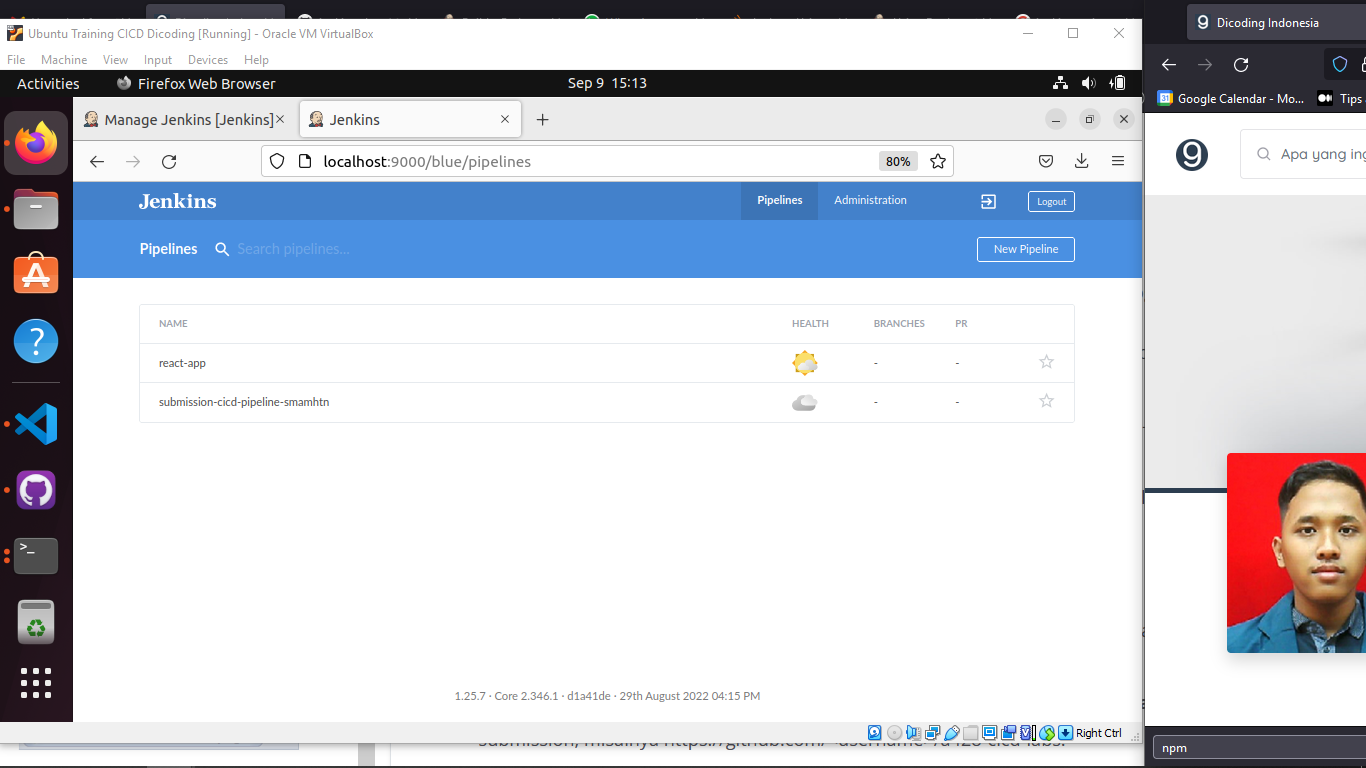 Ubuntu Training CICD Dicoding [Running] - Oracle VM VirtualBox
File Machine View Input Devices Help
Activities Firefox Web Browser Sep 9 15:13
Manage Jenkins [Jenkins] Jenkins
localhost:9000/blue/pipelines 80%
Jenkins Pipelines Administration Logout
Pipelines Search pipelines... New Pipeline
NAME HEALTH BRANCHES PR
react-app - -
submission-cicd-pipeline-smamhtn - -
1.25.7 · Core 2.346.1 · d1a41de · 29th August 2022 04:15 PM
Right Ctrl
Dicoding Indonesia
Google Calendar - Mo... Tips
Apa yang ing
npm